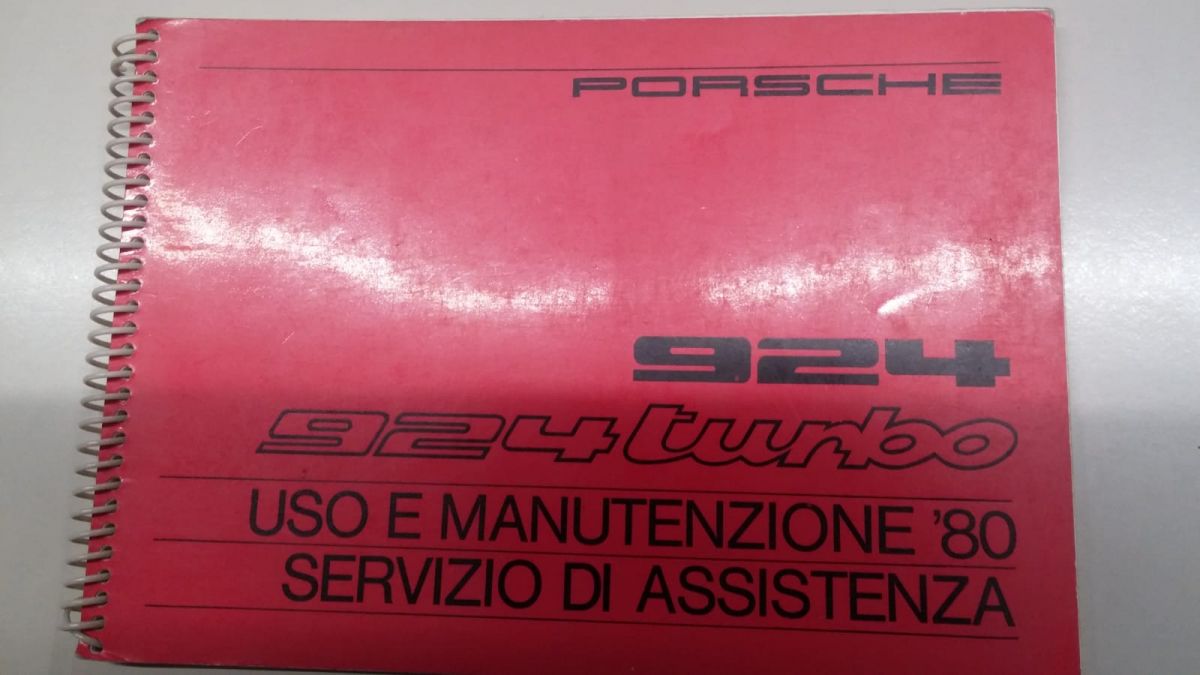 PORSCHE
924
924 turbo
USO E MANUTENZIONE '80
SERVIZIO DI ASSISTENZA